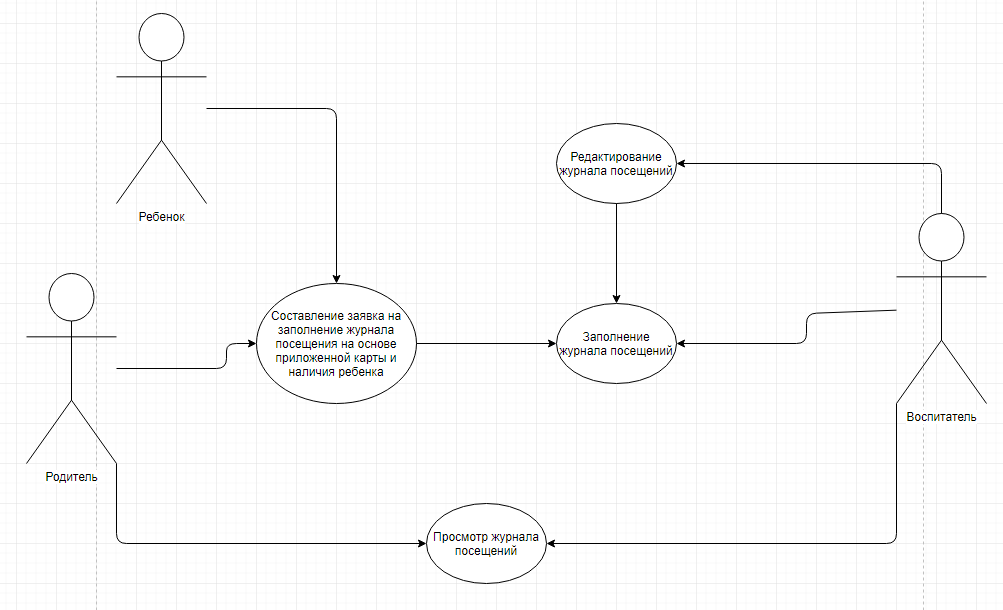 Ребенок
Редактирование
журнала посещений
Составление заявка на
заполнение журнала
посещения на основе
приложенной карты и
наличия ребенка
Заполнение
журнала посещений
Воспитатель
Родитель
Просмотр журнала
посещений